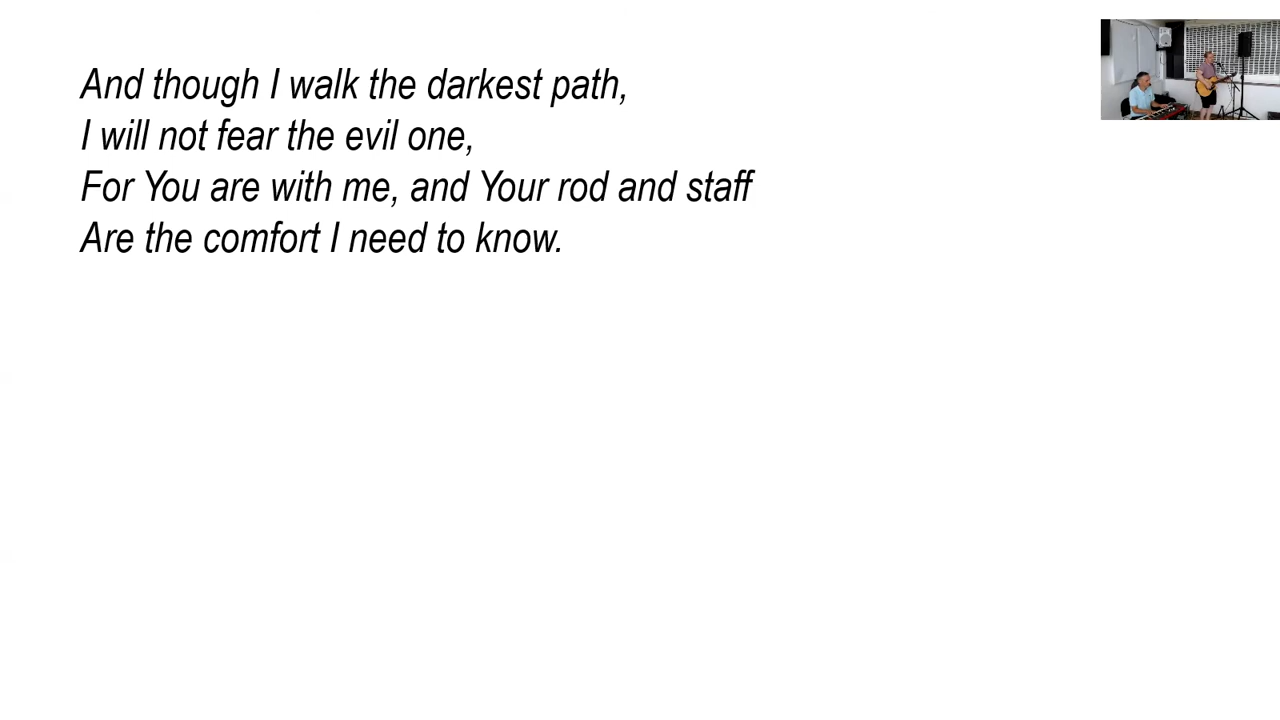 And though I walk the darkest path,
I will not fear the evil one,
For You are with me, and Your rod and staff
Are the comfort I need to know.